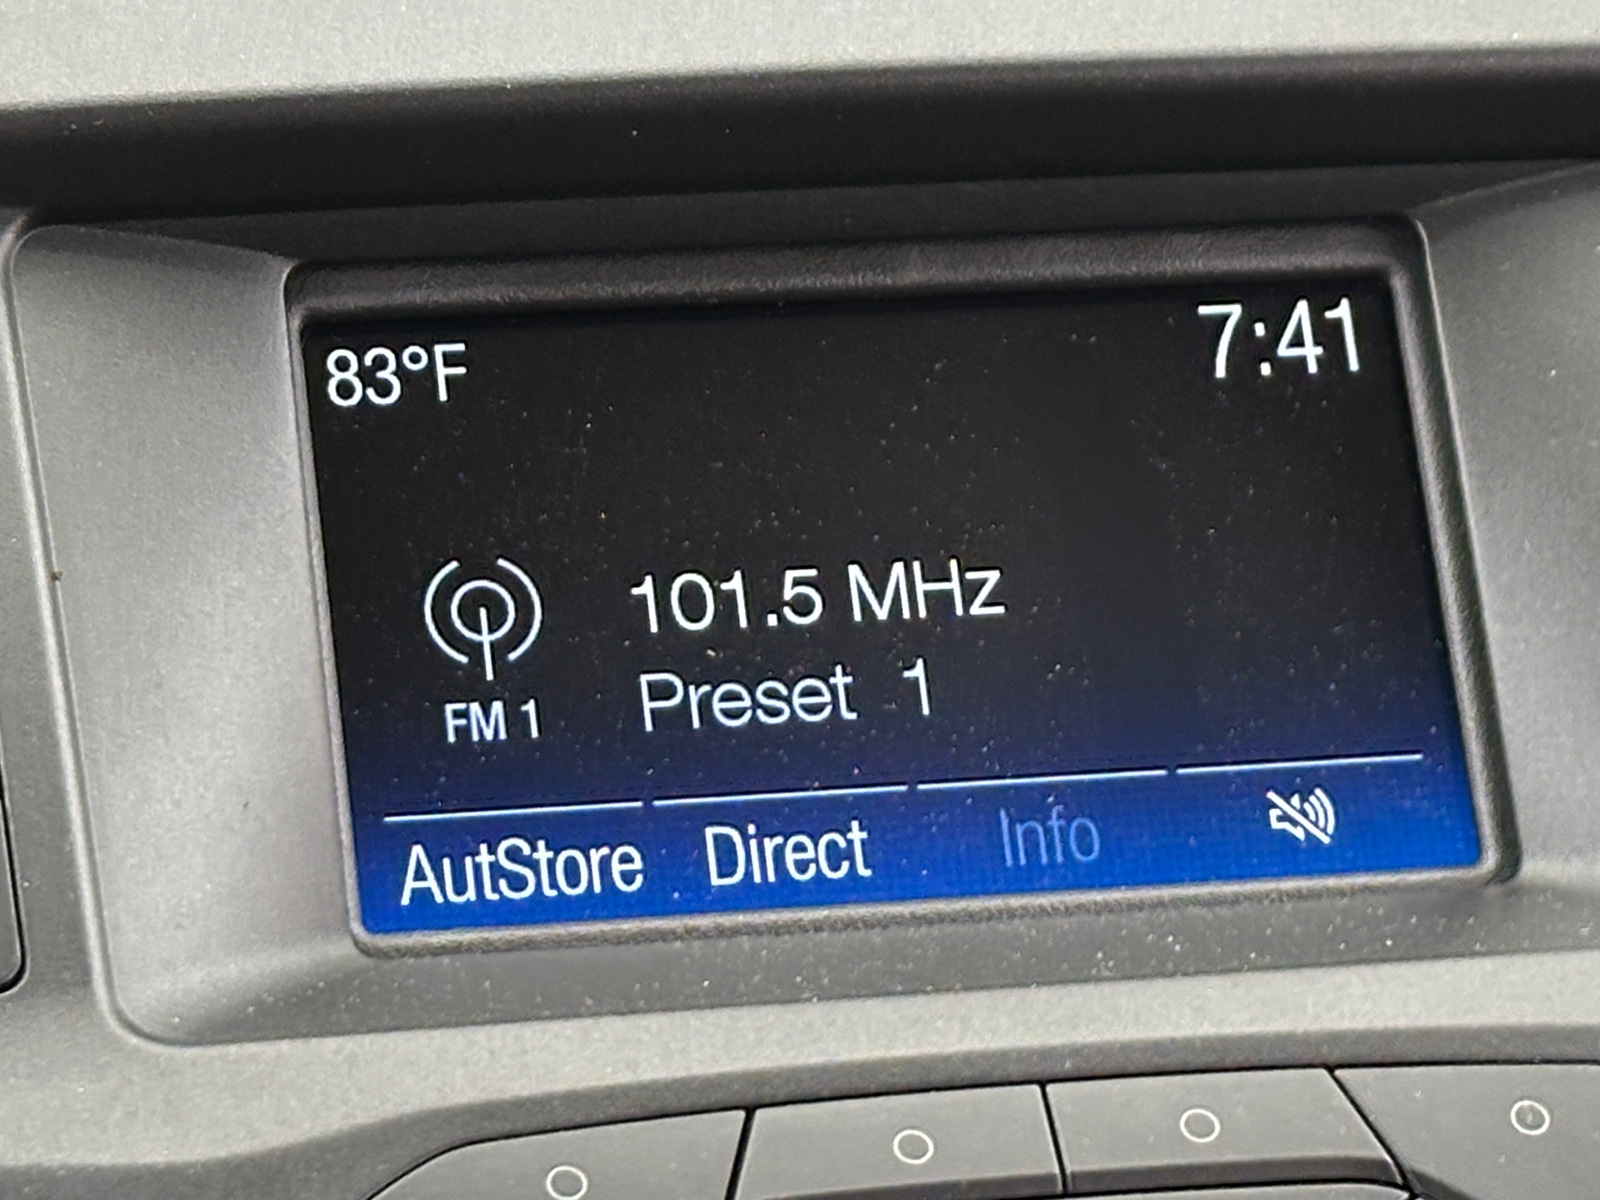 83°F
7:41
101.5 MHz
Preset 1
FM 1
AutStore
Direct
Info